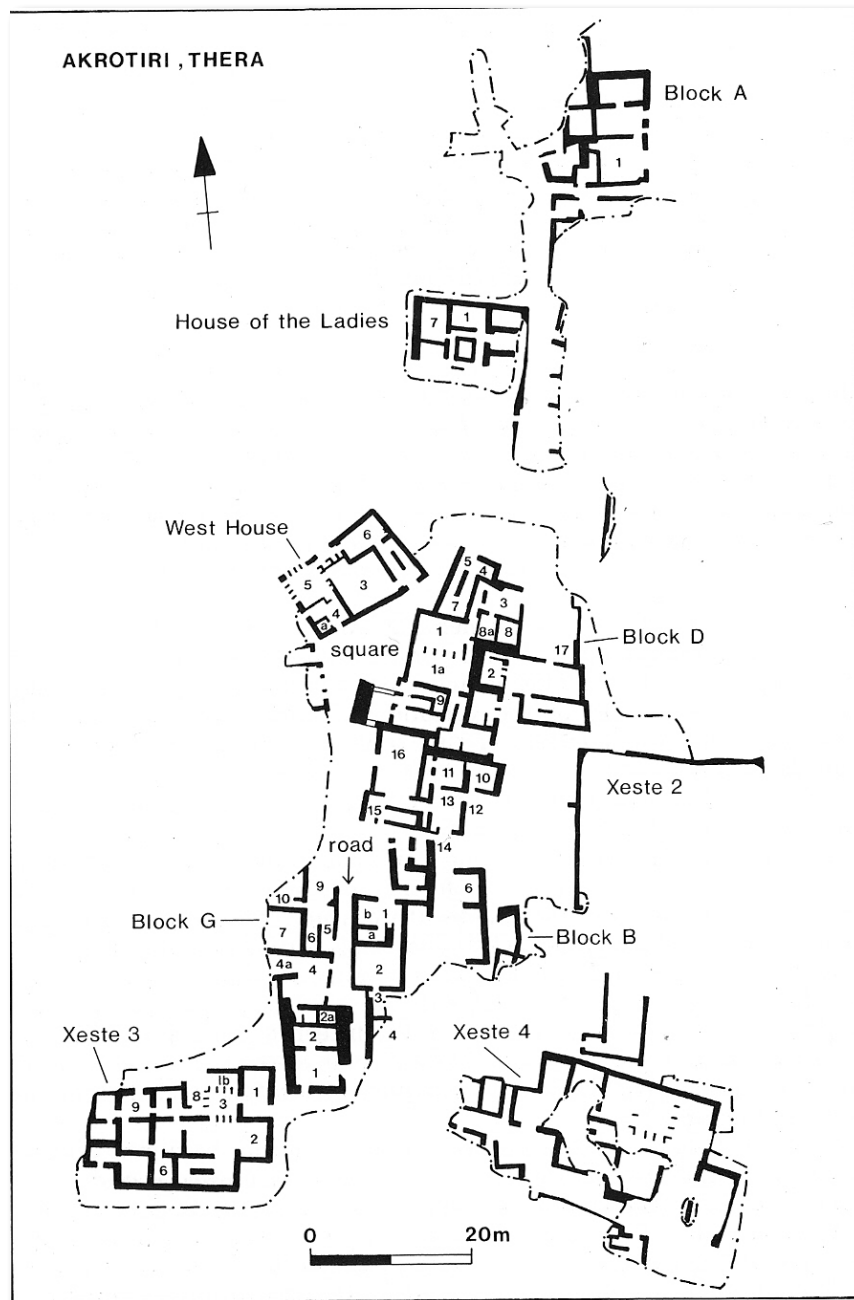 AKROTIRI , THERA
Block A
1
House of the Ladies
7 1
West House
6
5 3
4
a
square
5 4
3
7
1 8a 8
1a
2
17
Block D
9
16
11 10
Xeste 2
13
15 12
14
road
9
10
6
Block G
b 1
7
5
6
a
Block B
4a 4
2
3
2a
4
2
1
Xeste 3
Xeste 4
lb
1
8 3
9
2
6
0 20m